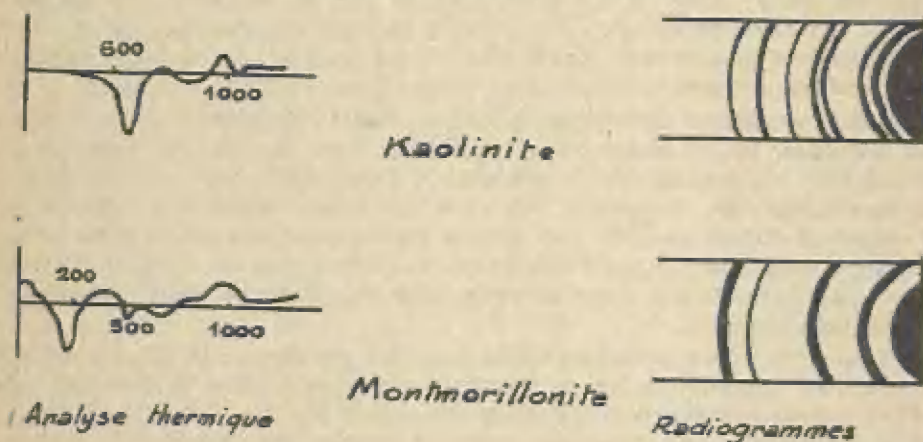 600
1000
Kaolinite
200
500
1000
Montmorillonite
Analyse thermique
Radiogrammes